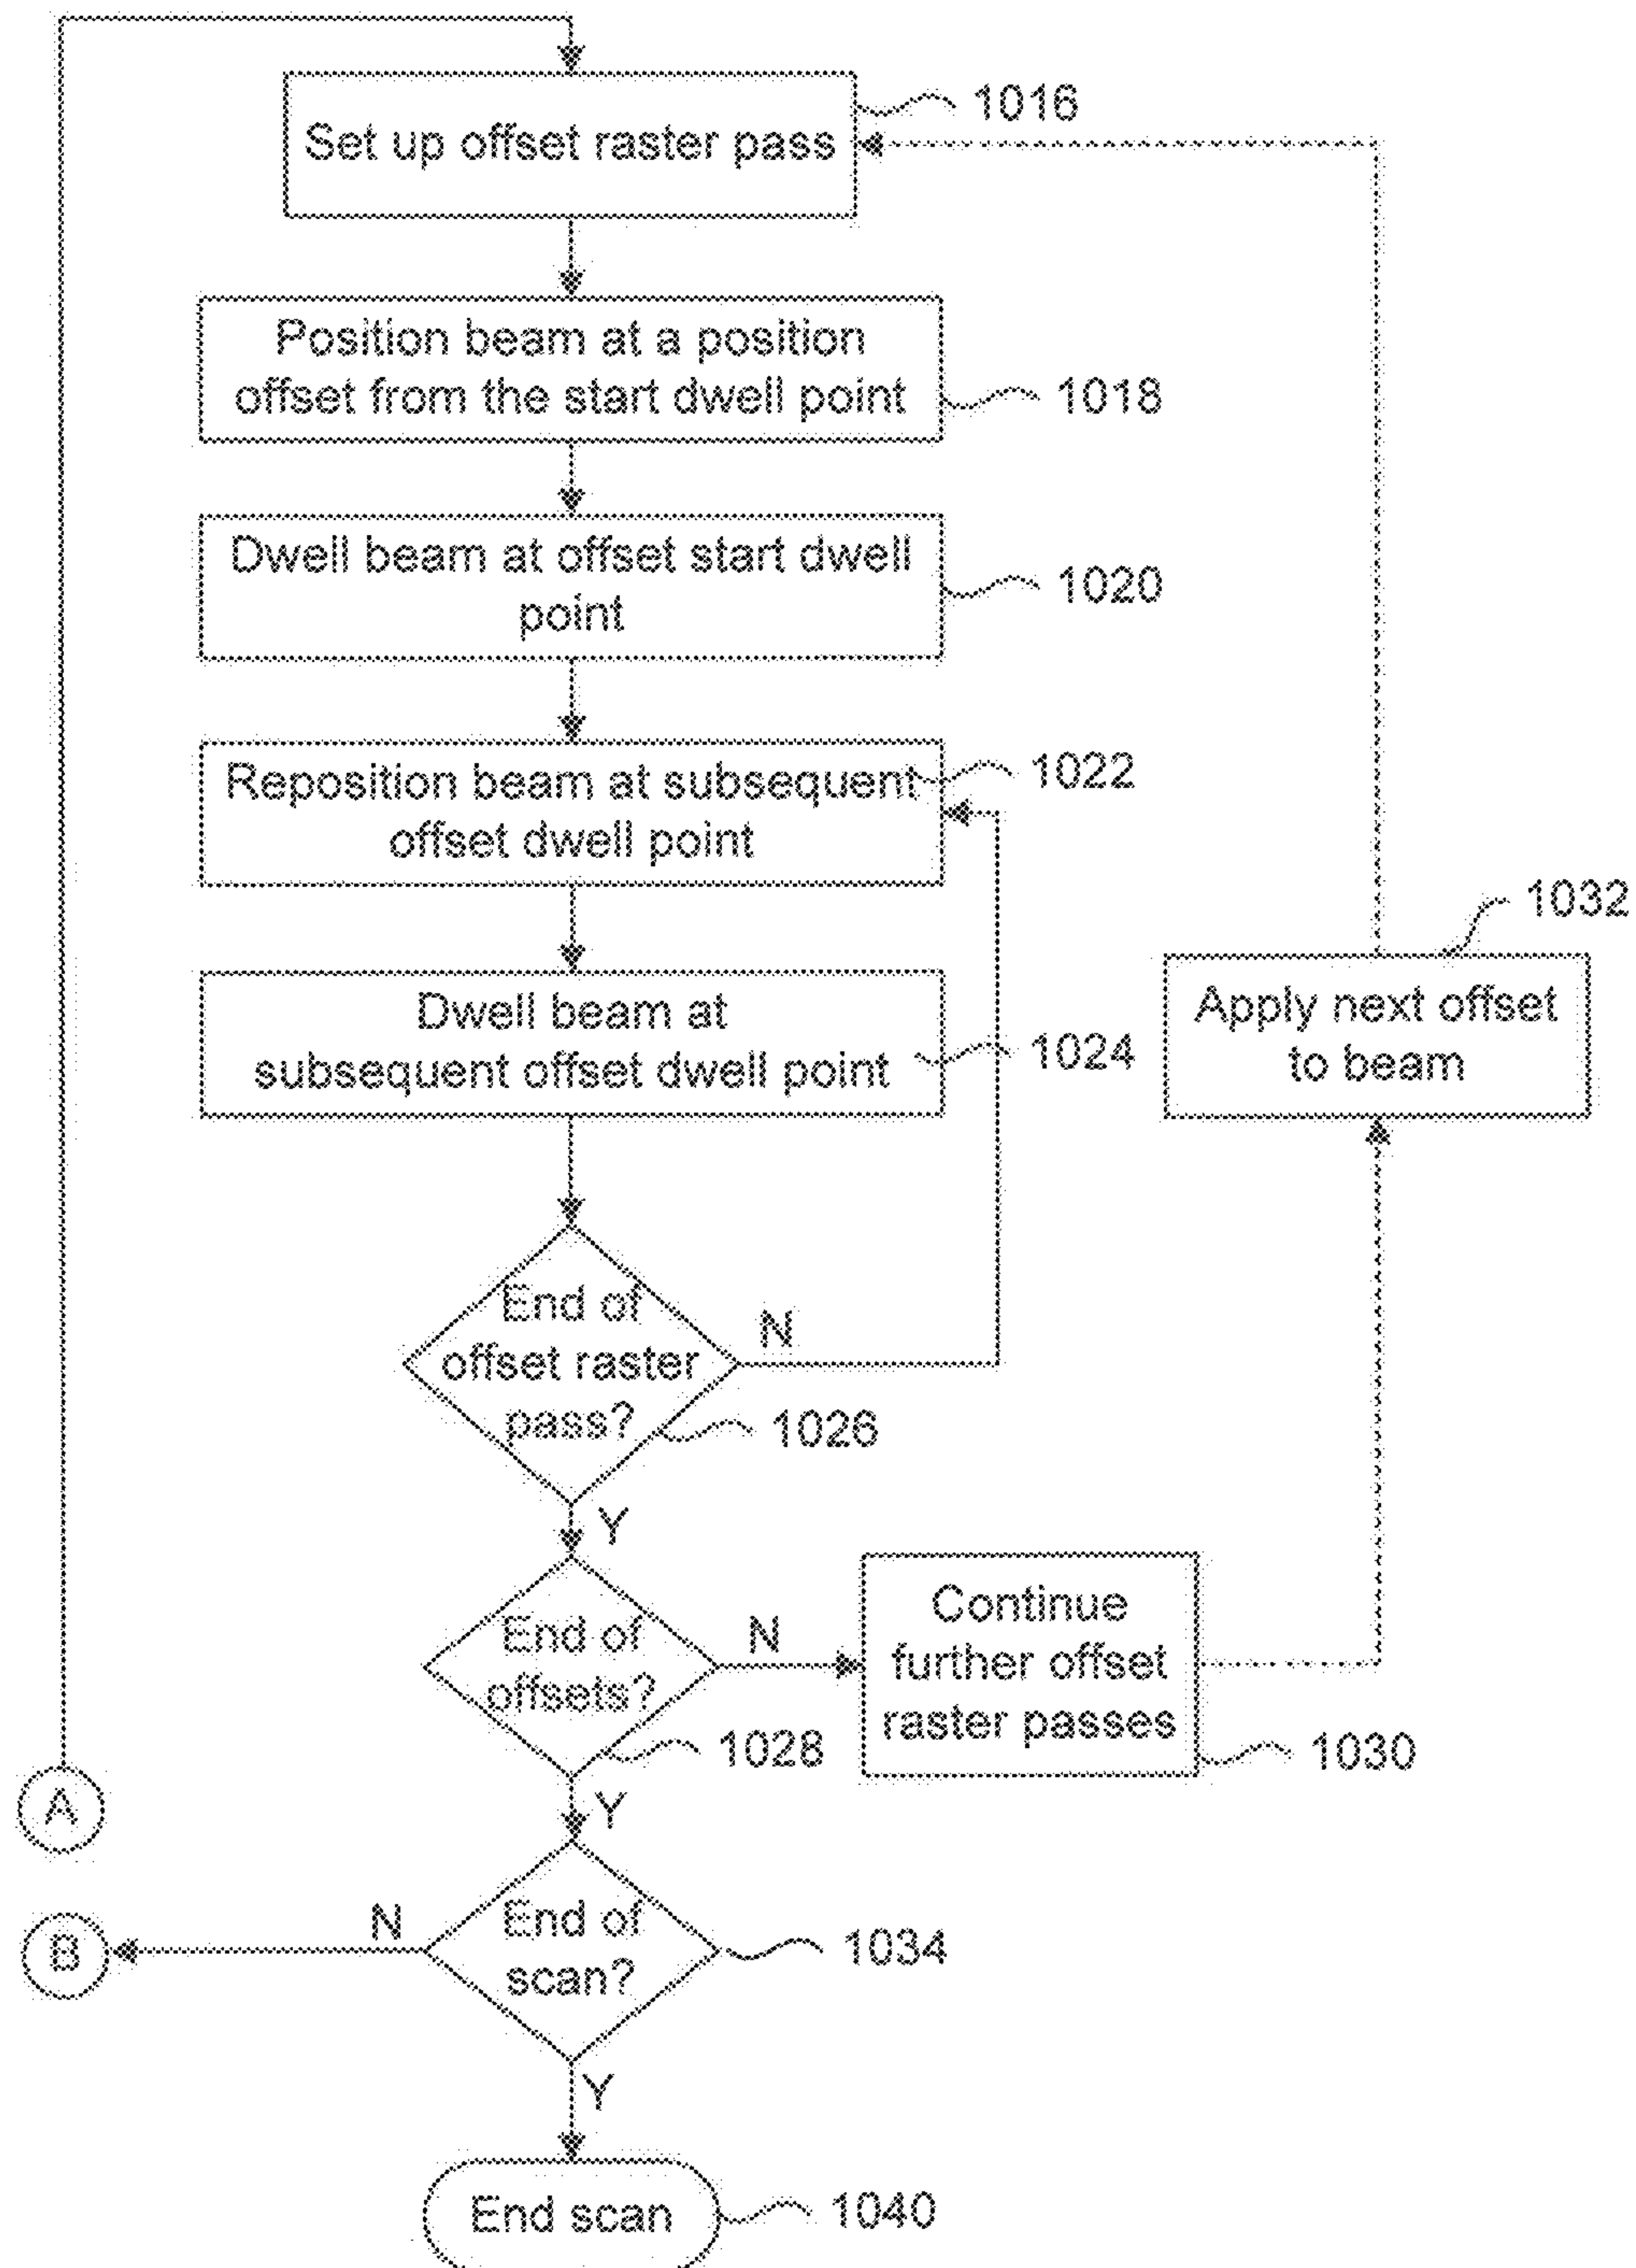 1016
Set up offset raster pass
Position beam at a position
offset from the start dwell point
1018
Dwell beam at offset start dwell
point
1020
Reposition beam at subsequent
offset dwell point
1022
Dwell beam at
subsequent offset dwell point
1024
1032
Apply next offset
to beam
End of
offset raster
pass?
N
1026
Y
End of
offsets?
N
1028
Continue
further offset
raster passes
1030
A
Y
B
N
End of
scan?
1034
Y
End scan
1040